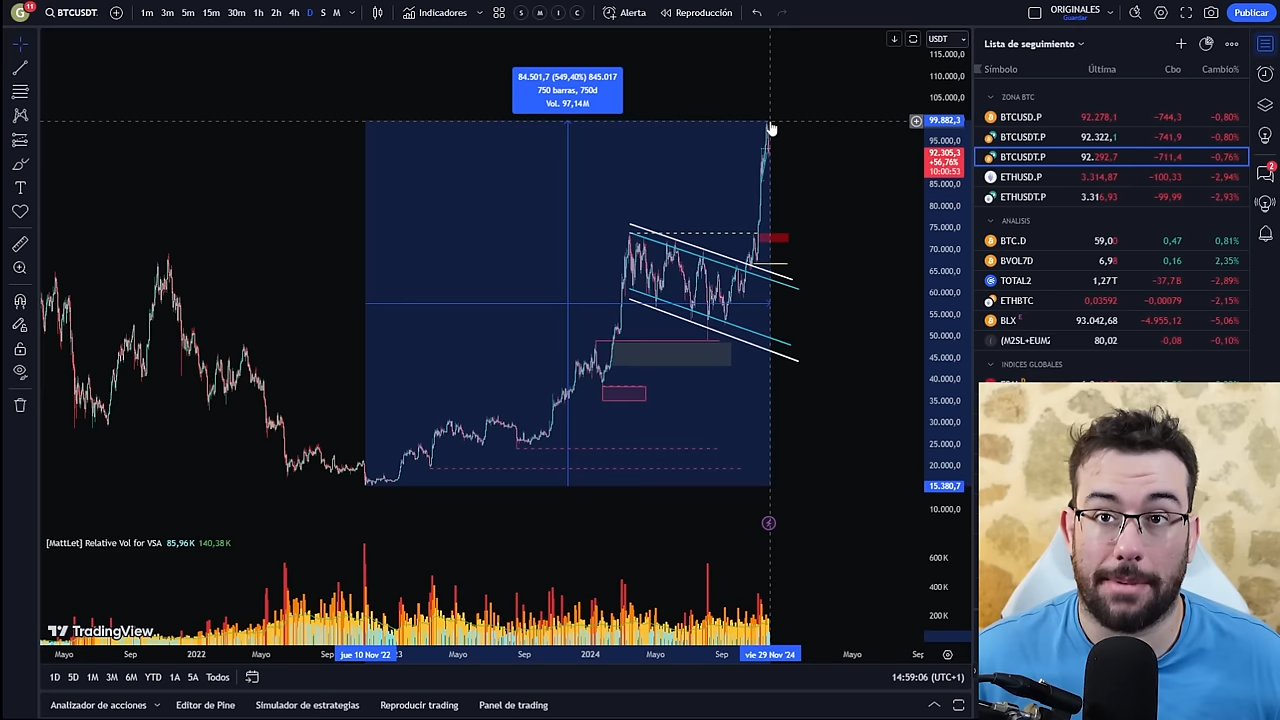 G 11 BTCUSDT. 1m 3m 5m 15m 30m 1h 2h 4h D S M Indicadores S M I C Alerta Reproducción ORIGINALES Guardar Publicar
USDT
Lista de seguimiento
Símbolo Última Cbo Cambio%
ZONA BTC
BTCUSD.P 92.278,1 −744,3 −0,80%
BTCUSDT.P 92.322,1 −741,9 −0,80%
BTCUSDT.P 92.292,7 −711,4 −0,76%
ETHUSD.P 3.314,87 −100,33 −2,94%
ETHUSDT.P 3.316,93 −99,99 −2,93%
ANALISIS
BTC.D 59,00 0,47 0,81%
BVOL7D 6,98 0,16 2,35%
TOTAL2 1,27T −37,7B −2,89%
ETHBTC 0,03592 −0,00079 −2,15%
BLX E 93.042,68 −4.955,12 −5,06%
(M2SL+EUMC 80,02 −0,08 −0,10%
INDICES GLOBALES
2
84.501,7 (549,40%) 845.017
750 barras, 750d
Vol. 97,14M
115.000,0
110.000,0
105.000,0
99.882,3
95.000,0
92.305,3
+56,76%
10:00:53
85.000,0
80.000,0
75.000,0
70.000,0
65.000,0
60.000,0
55.000,0
50.000,0
45.000,0
40.000,0
35.000,0
30.000,0
25.000,0
20.000,0
15.380,7
10.000,0
[MattLet] Relative Vol for VSA 85,96K 140,38K
600 K
400 K
200 K
TradingView
Mayo Sep 2022 Mayo Sep jue 10 Nov '22 Mayo Sep 2024 Mayo Sep vie 29 Nov '24 Mayo Sep
1D 5D 1M 3M 6M YTD 1A 5A Todos 14:59:06 (UTC+1)
Analizador de acciones Editor de Pine Simulador de estrategias Reproducir trading Panel de trading